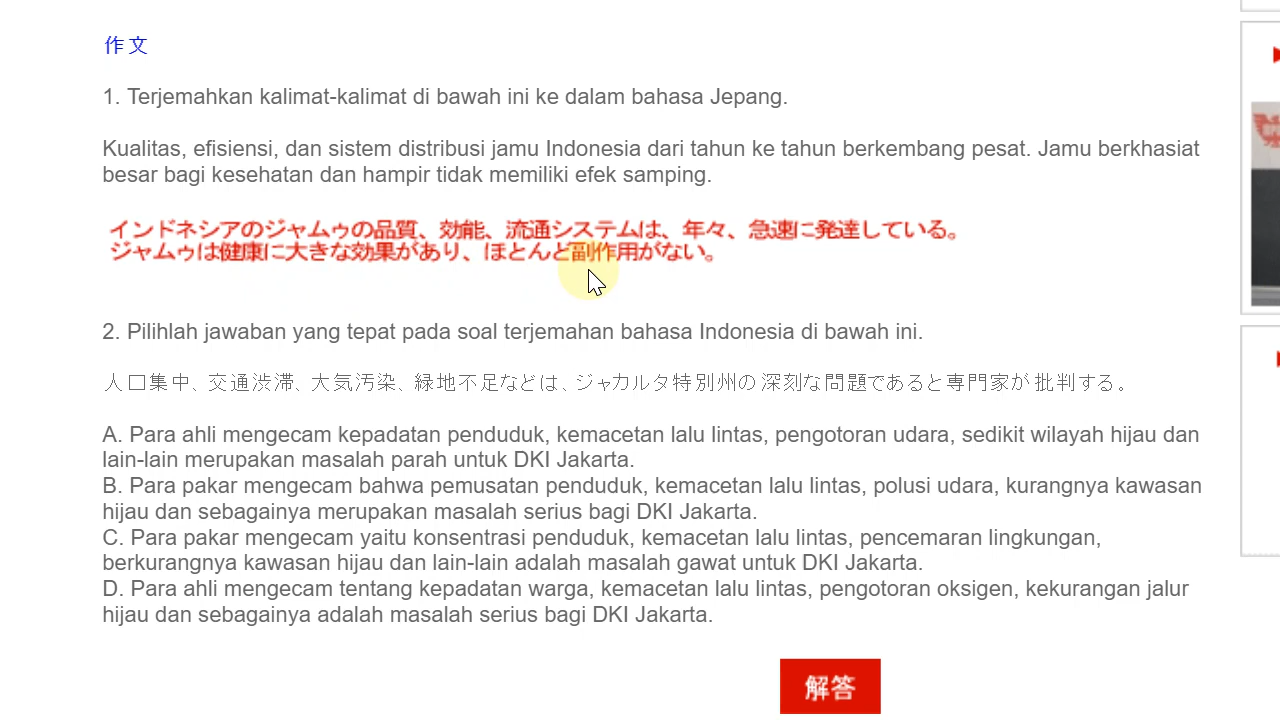 作文
1. Terjemahkan kalimat-kalimat di bawah ini ke dalam bahasa Jepang.
Kualitas, efisiensi, dan sistem distribusi jamu Indonesia dari tahun ke tahun berkembang pesat. Jamu berkhasiat
besar bagi kesehatan dan hampir tidak memiliki efek samping.
インドネシアのジャムゥの品質、効能、流通システムは、年々、急速に発達している。
ジャムゥは健康に大きな効果があり、ほとんど副作用がない。
2. Pilihlah jawaban yang tepat pada soal terjemahan bahasa Indonesia di bawah ini.
人口集中、交通渋滞、大気汚染、緑地不足などは、ジャカルタ特別州の深刻な問題であると専門家が批判する。
A. Para ahli mengecam kepadatan penduduk, kemacetan lalu lintas, pengotoran udara, sedikit wilayah hijau dan
lain-lain merupakan masalah parah untuk DKI Jakarta.
B. Para pakar mengecam bahwa pemusatan penduduk, kemacetan lalu lintas, polusi udara, kurangnya kawasan
hijau dan sebagainya merupakan masalah serius bagi DKI Jakarta.
C. Para pakar mengecam yaitu konsentrasi penduduk, kemacetan lalu lintas, pencemaran lingkungan,
berkurangnya kawasan hijau dan lain-lain adalah masalah gawat untuk DKI Jakarta.
D. Para ahli mengecam tentang kepadatan warga, kemacetan lalu lintas, pengotoran oksigen, kekurangan jalur
hijau dan sebagainya adalah masalah serius bagi DKI Jakarta.
解答